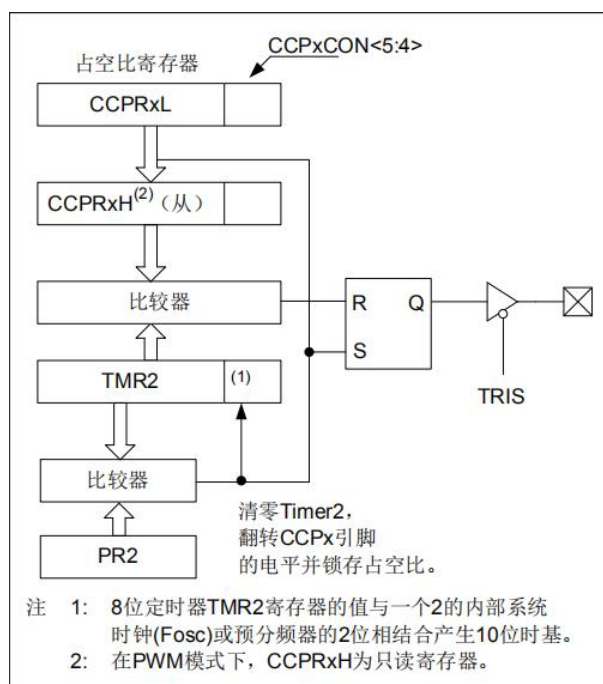 CCPxCON<5:4>
占空比寄存器
CCPRxL
CCPRxH(2)（从）
比较器
R
Q
S
TMR2
(1)
TRIS
比较器
清零Timer2，
翻转CCPx引脚
的电平并锁存占空比。
PR2
注 1: 8位定时器TMR2寄存器的值与一个2的内部系统
时钟(Fosc)或预分频器的2位相结合产生10位时基。
2: 在PWM模式下，CCPRxH为只读寄存器。